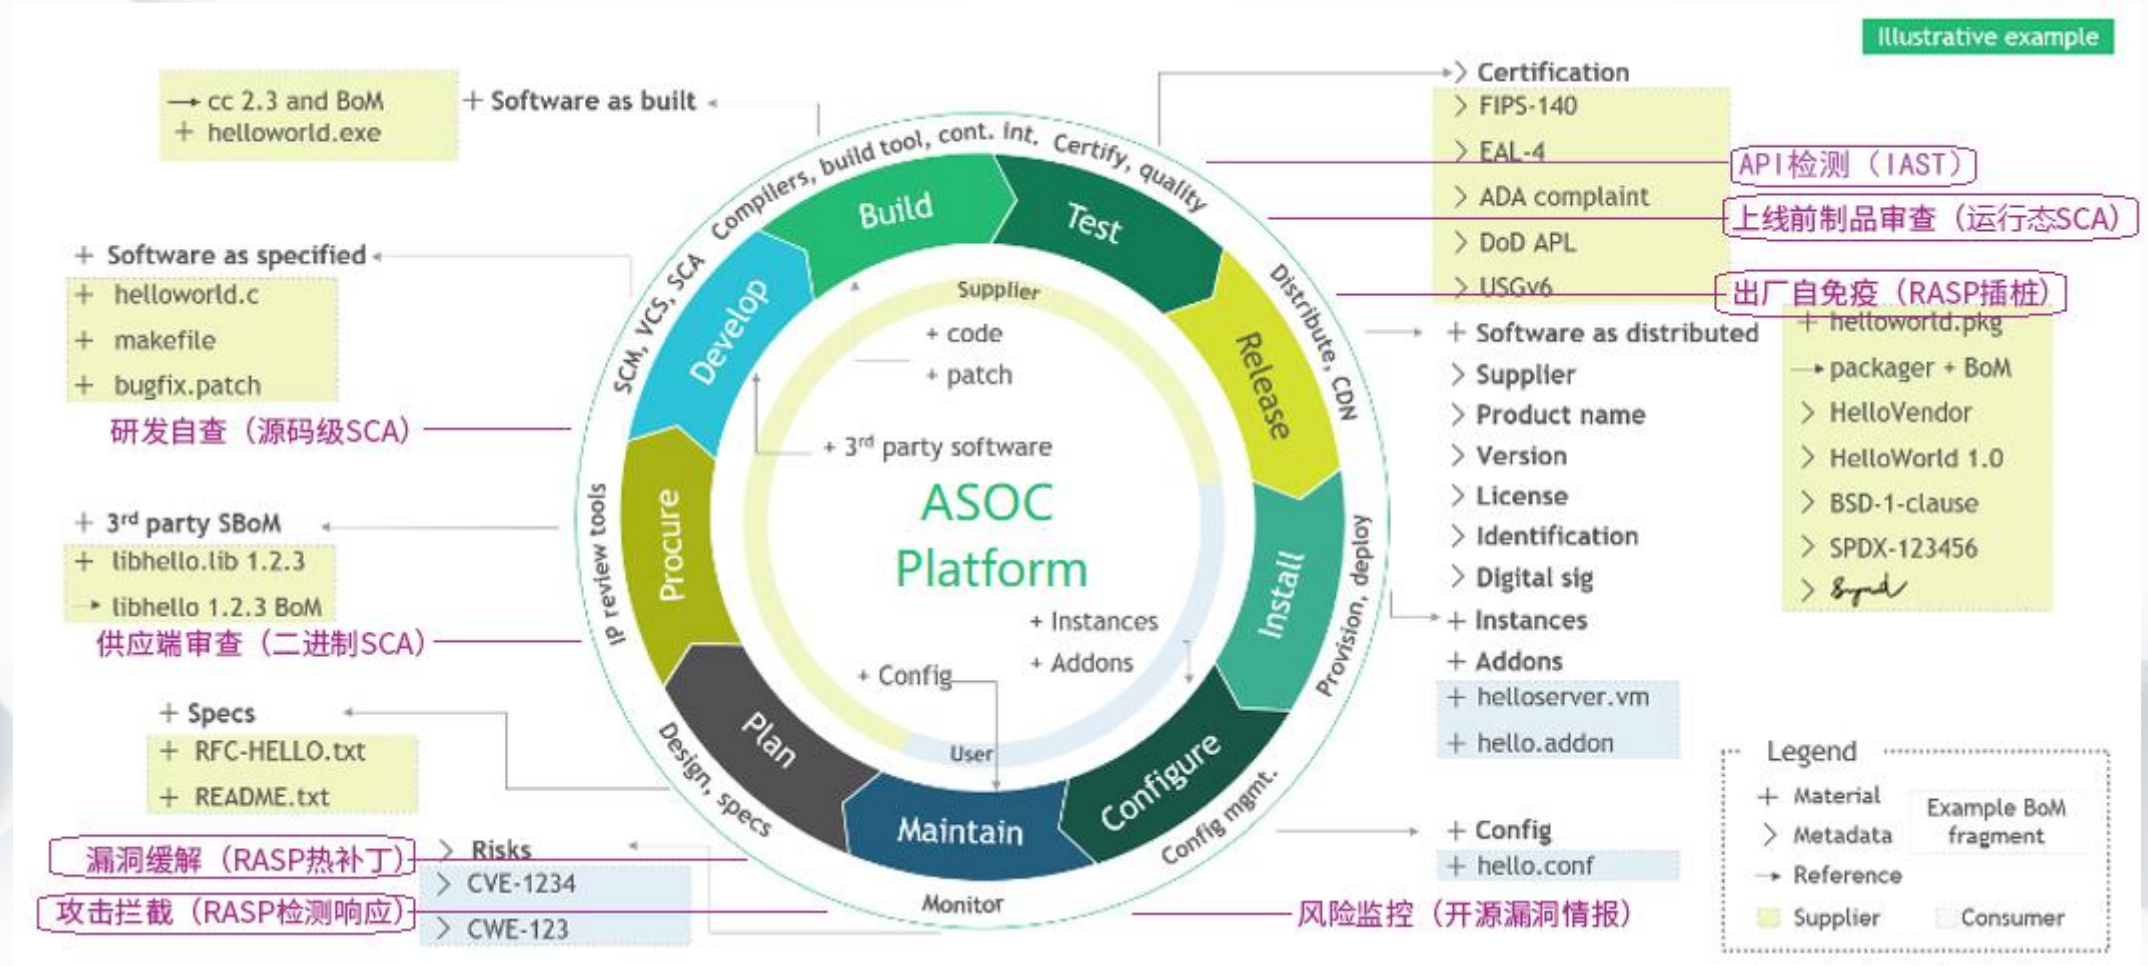 Illustrative example
→ cc 2.3 and BoM
+ helloworld.exe
+ Software as built
+ Software as specified
+ helloworld.c
+ makefile
+ bugfix.patch
研发自查（源码级SCA）
+ 3rd party SBoM
+ libhello.lib 1.2.3
→ libhello 1.2.3 BoM
供应端审查（二进制SCA）
+ Specs
+ RFC-HELLO.txt
+ README.txt
> Risks
漏洞缓解（RASP热补丁）
> CVE-1234
攻击拦截（RASP检测响应）
> CWE-123
Compilers, build tool, cont. int.
Certify, quality
Distribute, CDN
Provision, deploy
Config mgmt.
Monitor
Design, specs
IP review tools
SCM, VCS, SCA
Build
Test
Release
Install
Configure
Maintain
Plan
Procure
Develop
Supplier
+ code
+ patch
+ 3rd party software
ASOC
Platform
+ Instances
+ Addons
+ Config
User
> Certification
> FIPS-140
> EAL-4
> ADA complaint
> DoD APL
> USGv6
API检测（IAST）
上线前制品审查（运行态SCA）
出厂自免疫（RASP插桩）
+ Software as distributed
> Supplier
> Product name
> Version
> License
> Identification
> Digital sig
+ Instances
+ Addons
+ helloserver.vm
+ hello.addon
+ helloworld.pkg
→ packager + BoM
> HelloVendor
> HelloWorld 1.0
> BSD-1-clause
> SPDX-123456
+ Config
+ hello.conf
风险监控（开源漏洞情报）
Legend
+ Material
> Metadata
→ Reference
Example BoM
fragment
Supplier
Consumer